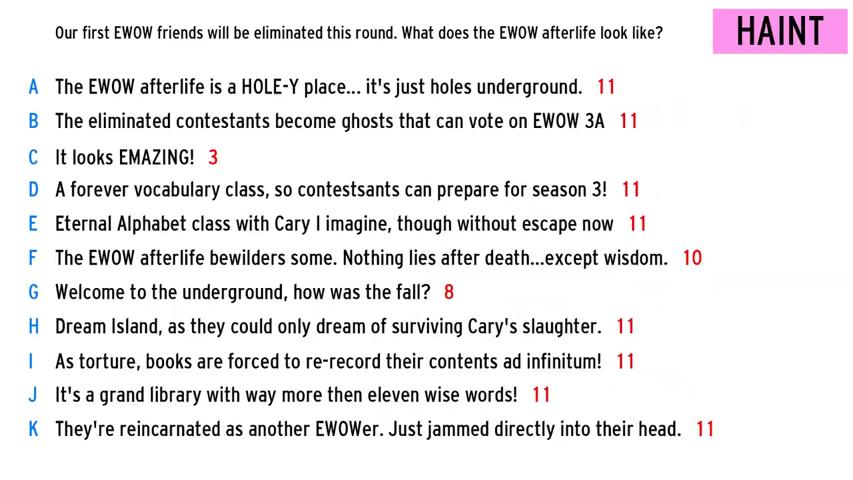 Our first EWOW friends will be eliminated this round. What does the EWOW afterlife look like?
HAINT
A The EWOW afterlife is a HOLE-Y place... it's just holes underground. 11
B The eliminated contestants become ghosts that can vote on EWOW 3A 11
C It looks EMAZING! 3
D A forever vocabulary class, so contestsants can prepare for season 3! 11
E Eternal Alphabet class with Cary I imagine, though without escape now 11
F The EWOW afterlife bewilders some. Nothing lies after death...except wisdom. 10
G Welcome to the underground, how was the fall? 8
H Dream Island, as they could only dream of surviving Cary's slaughter. 11
I As torture, books are forced to re-record their contents ad infinitum! 11
J It's a grand library with way more then eleven wise words! 11
K They're reincarnated as another EWOWer. Just jammed directly into their head. 11